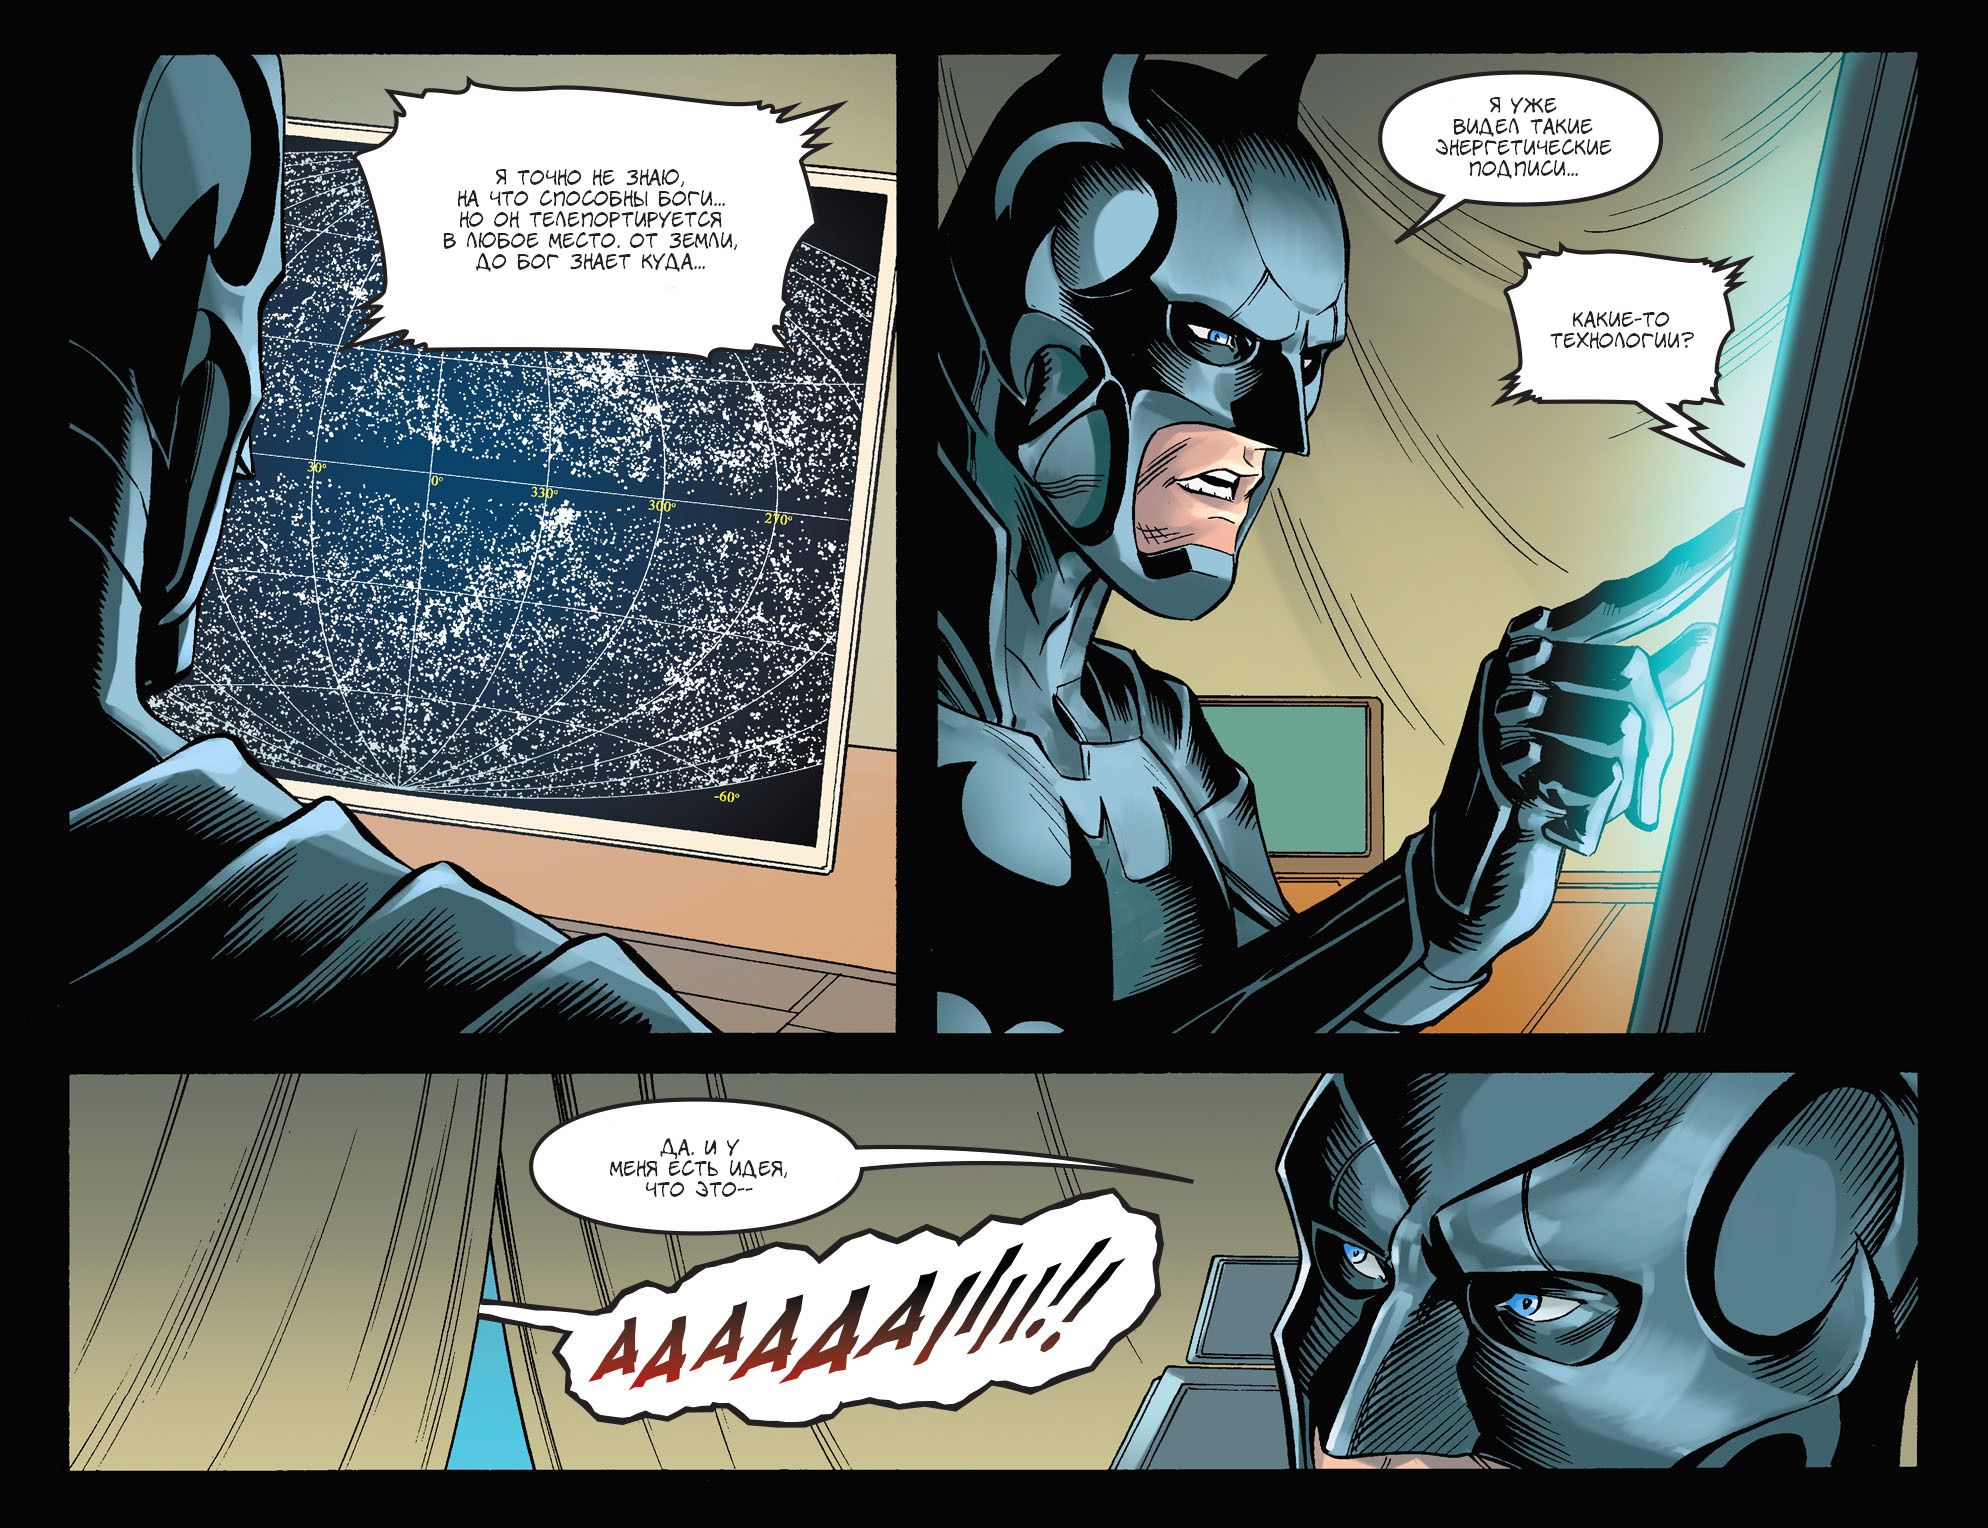 Я ТОЧНО НЕ ЗНАЮ,
НА ЧТО СПОСОБНЫ БОГИ...
НО ОН ТЕЛЕПОРТИРУЕТСЯ
В ЛЮБОЕ МЕСТО. ОТ ЗЕМЛИ,
ДО БОГ ЗНАЕТ КУДА...
30°
0°
330°
300°
270°
-60°
Я УЖЕ
ВИДЕЛ ТАКИЕ
ЭНЕРГЕТИЧЕСКИЕ
ПОДПИСИ...
КАКИЕ-ТО
ТЕХНОЛОГИИ?
ДА. И У
МЕНЯ ЕСТЬ ИДЕЯ,
ЧТО ЭТО--
АААААА!!!!!!